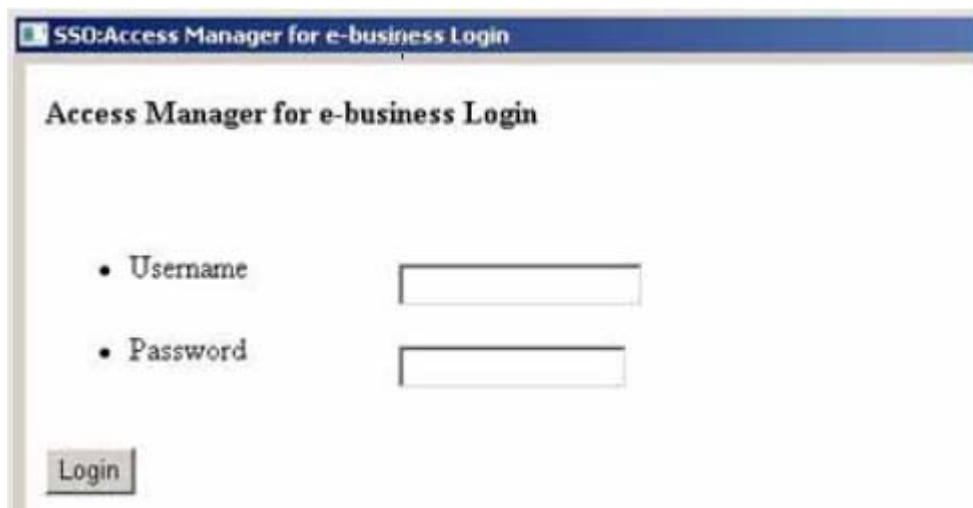 SSO:Access Manager for e-business Login
Access Manager for e-business Login
Username
Password
Login